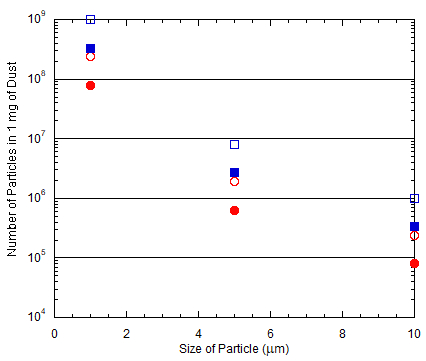 Number of Particles in 1 mg of Dust
10⁹
10⁸
10⁷
10⁶
10⁵
10⁴
0 2 4 6 8 10
Size of Particle (μm)